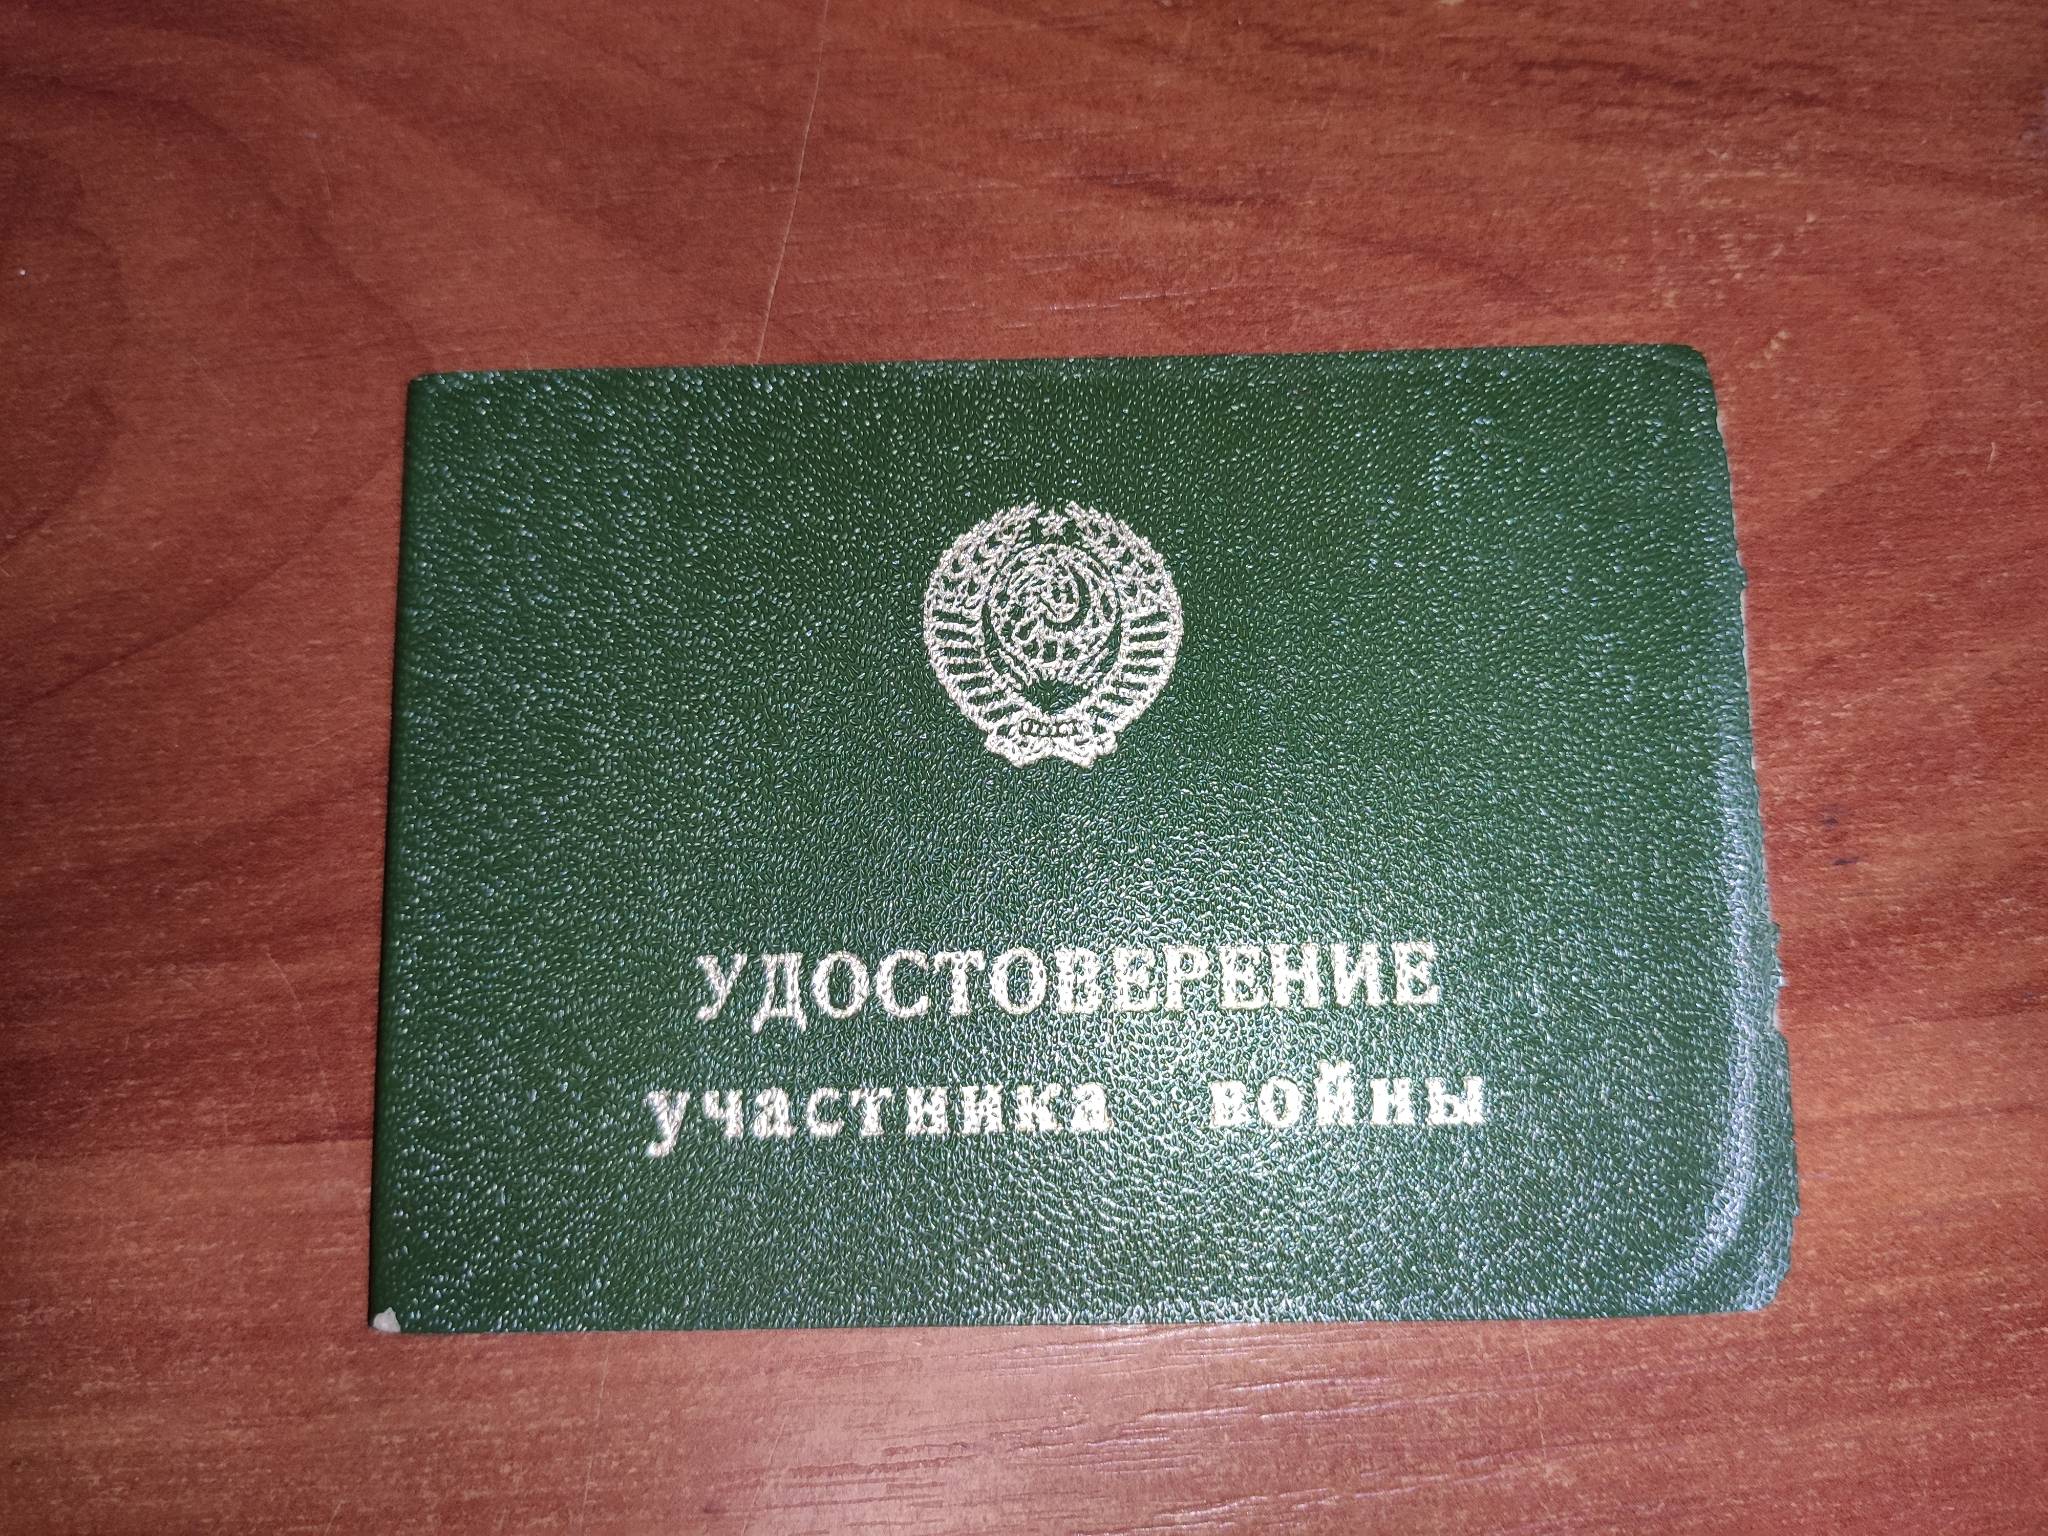 УДОСТОВЕРЕНИЕ
участника войны